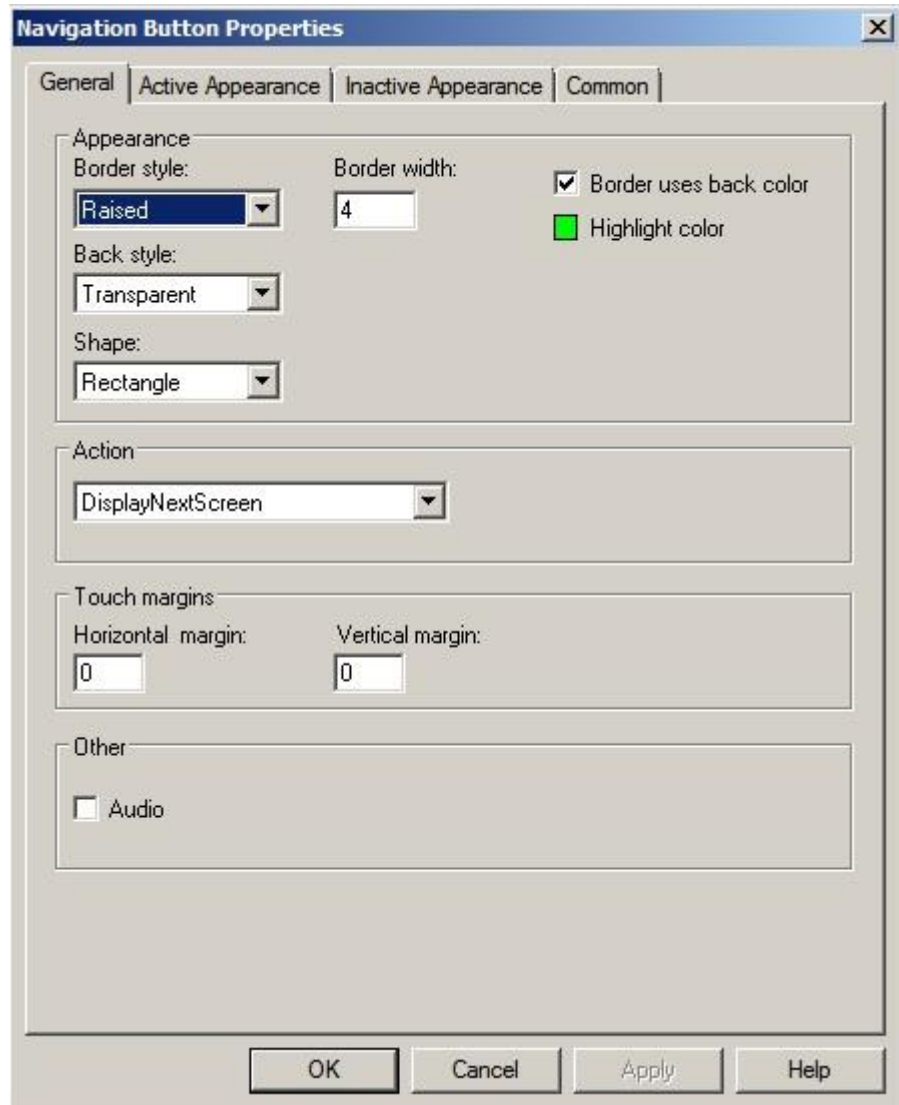 Navigation Button Properties
General Active Appearance Inactive Appearance Common
Appearance
Border style: Border width:
Raised 4 Border uses back color
Highlight color
Back style:
Transparent
Shape:
Rectangle
Action
DisplayNextScreen
Touch margins
Horizontal margin: Vertical margin:
0 0
Other
Audio
OK Cancel Apply Help